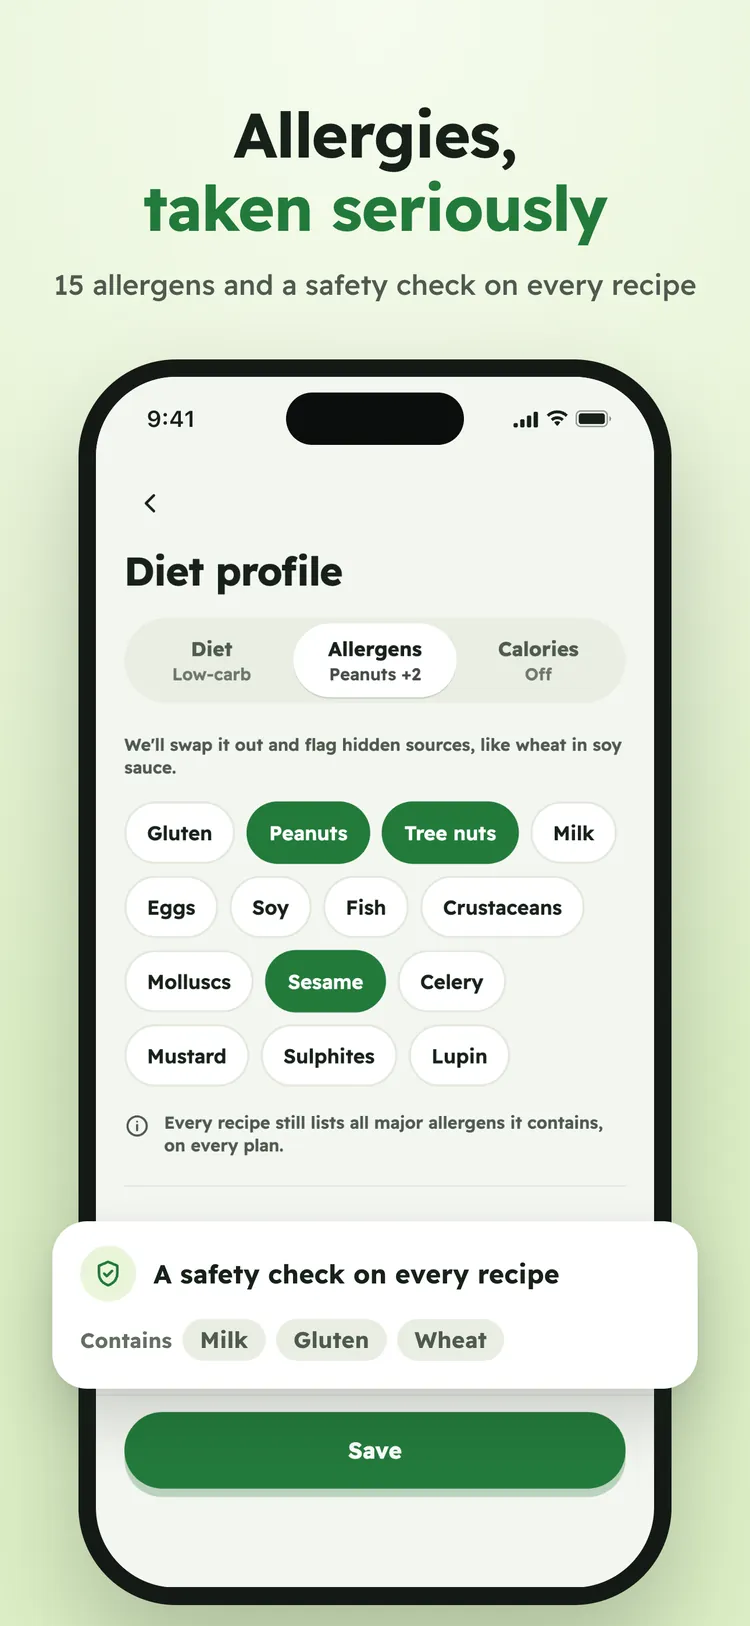 Allergies,
taken seriously
15 allergens and a safety check on every recipe
9:41
Diet profile
Diet
Low-carb
Allergens
Peanuts +2
Calories
Off
We'll swap it out and flag hidden sources, like wheat in soy
sauce.
Gluten Peanuts Tree nuts Milk
Eggs Soy Fish Crustaceans
Molluscs Sesame Celery
Mustard Sulphites Lupin
Every recipe still lists all major allergens it contains,
on every plan.
A safety check on every recipe
Contains Milk Gluten Wheat
Save